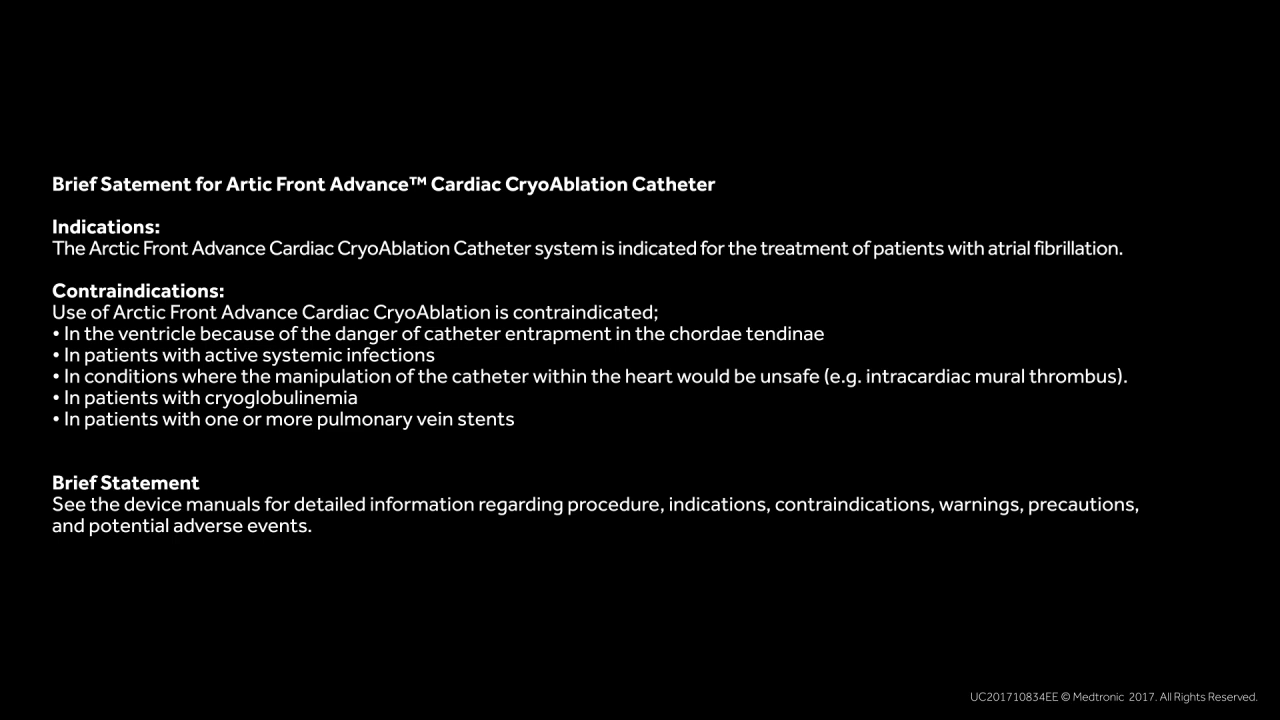 Brief Satement for Artic Front Advance™ Cardiac CryoAblation Catheter
Indications:
The Arctic Front Advance Cardiac CryoAblation Catheter system is indicated for the treatment of patients with atrial fibrillation.
Contraindications:
Use of Arctic Front Advance Cardiac CryoAblation is contraindicated;
• In the ventricle because of the danger of catheter entrapment in the chordae tendinae
• In patients with active systemic infections
• In conditions where the manipulation of the catheter within the heart would be unsafe (e.g. intracardiac mural thrombus).
• In patients with cryoglobulinemia
• In patients with one or more pulmonary vein stents
Brief Statement
See the device manuals for detailed information regarding procedure, indications, contraindications, warnings, precautions,
and potential adverse events.
UC201710834EE © Medtronic 2017. All Rights Reserved.